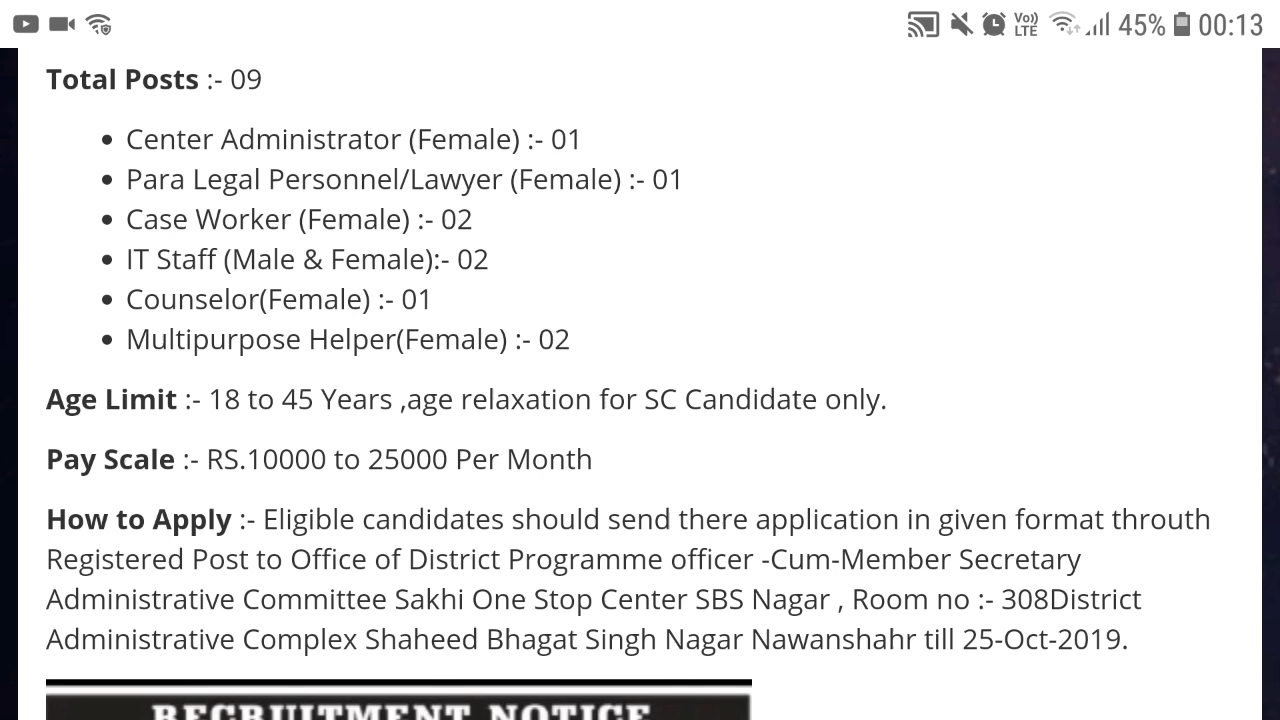 Vo)) LTE 45% 00:13
Total Posts :- 09
Center Administrator (Female) :- 01
Para Legal Personnel/Lawyer (Female) :- 01
Case Worker (Female) :- 02
IT Staff (Male & Female):- 02
Counselor(Female) :- 01
Multipurpose Helper(Female) :- 02
Age Limit :- 18 to 45 Years ,age relaxation for SC Candidate only.
Pay Scale :- RS.10000 to 25000 Per Month
How to Apply :- Eligible candidates should send there application in given format throuth
Registered Post to Office of District Programme officer -Cum-Member Secretary
Administrative Committee Sakhi One Stop Center SBS Nagar , Room no :- 308District
Administrative Complex Shaheed Bhagat Singh Nagar Nawanshahr till 25-Oct-2019.
RECRUITMENT NOTICE